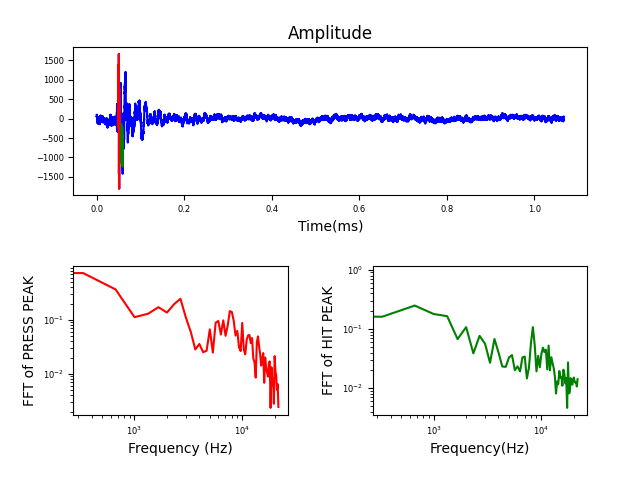 Amplitude
1500
1000
500
0
−500
−1000
−1500
0.0 0.2 0.4 0.6 0.8 1.0
Time(ms)
FFT of PRESS PEAK
10⁻¹
10⁻²
10³ 10⁴
Frequency (Hz)
FFT of HIT PEAK
10⁰
10⁻¹
10⁻²
10³ 10⁴
Frequency(Hz)